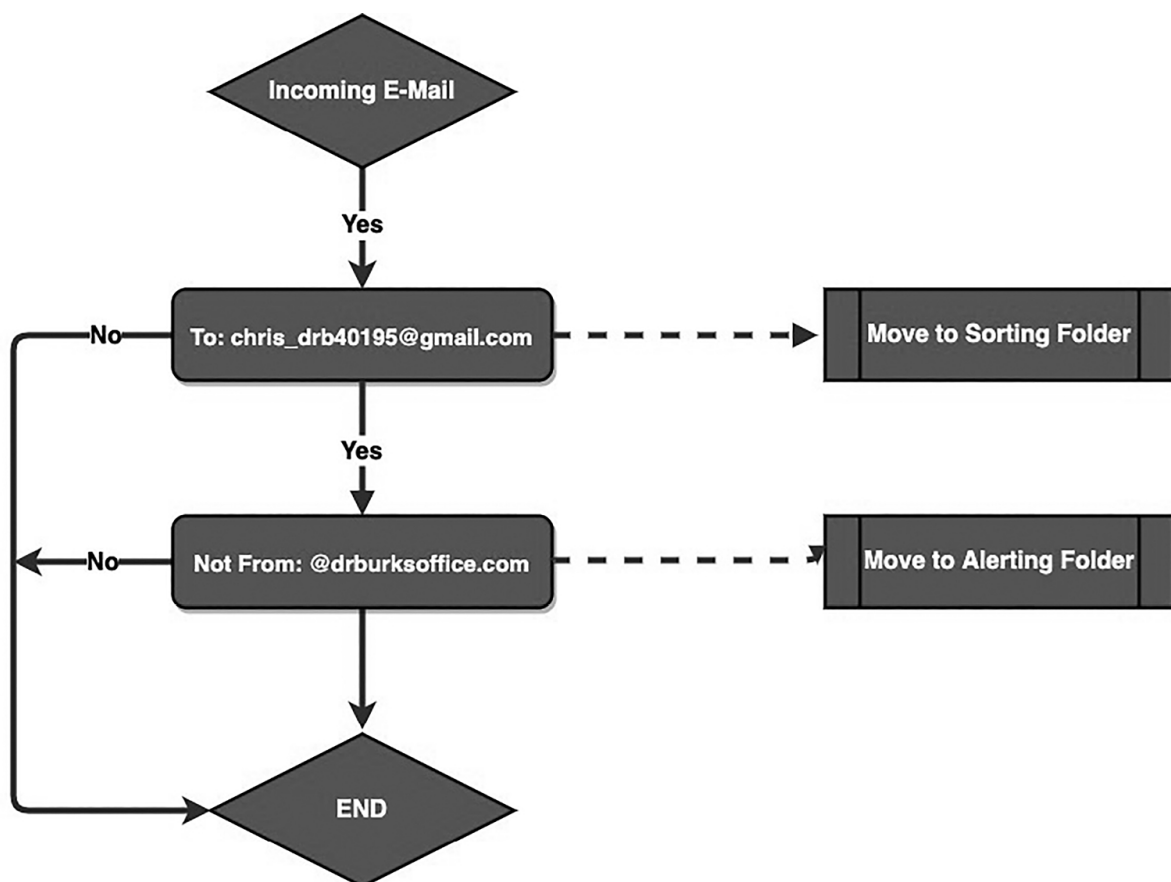 Incoming E-Mail
Yes
No
To: chris_drb40195@gmail.com
Move to Sorting Folder
Yes
No
Not From: @drburksoffice.com
Move to Alerting Folder
END